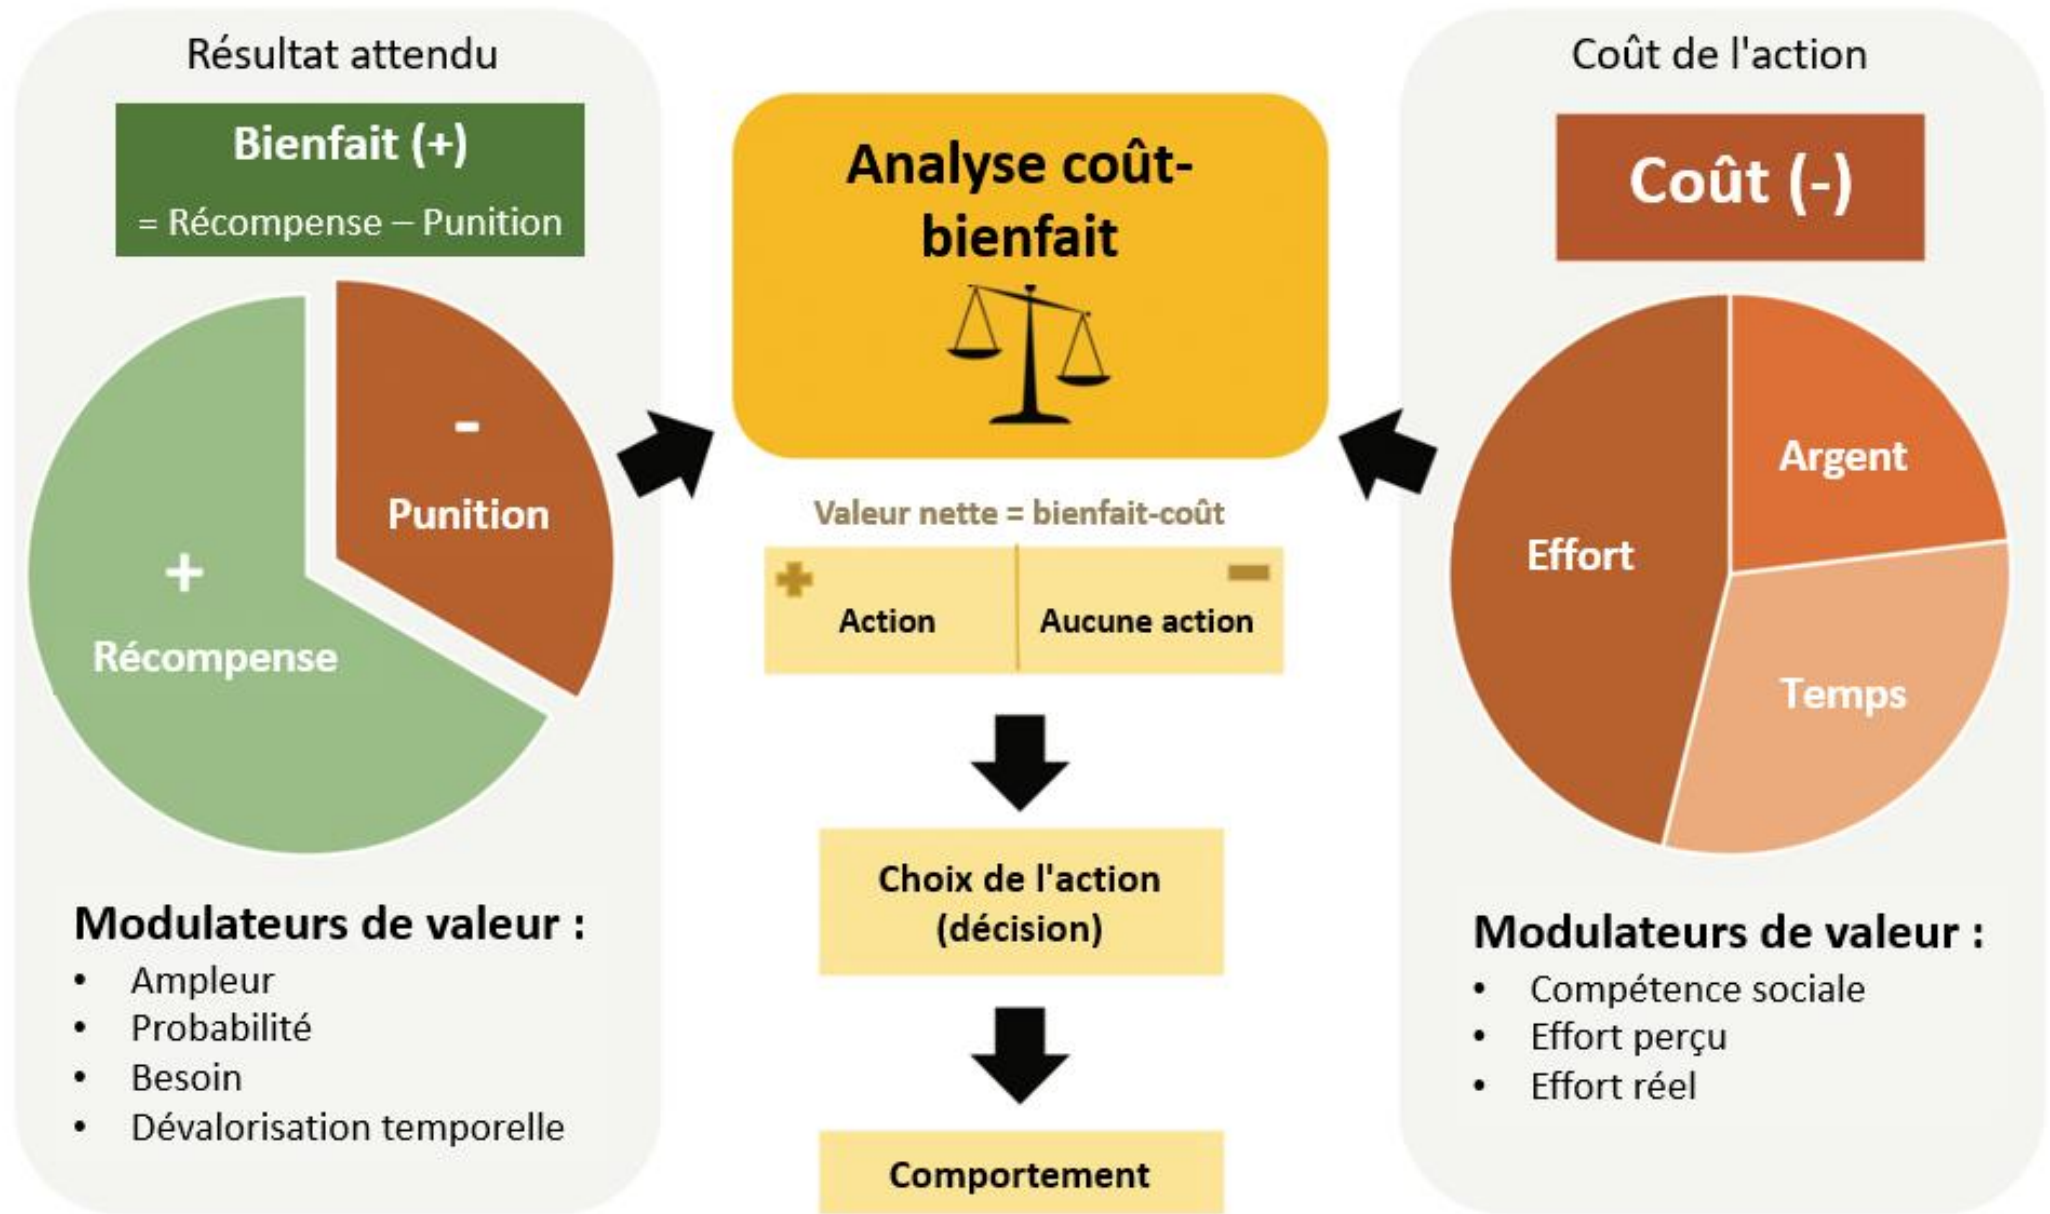 Résultat attendu
Bienfait (+)
= Récompense – Punition
-
Punition
+
Récompense
Modulateurs de valeur :
• Ampleur
• Probabilité
• Besoin
• Dévalorisation temporelle
Analyse coût-
bienfait
Valeur nette = bienfait-coût
Action
Aucune action
Choix de l'action
(décision)
Comportement
Coût de l'action
Coût (-)
Argent
Effort
Temps
Modulateurs de valeur :
• Compétence sociale
• Effort perçu
• Effort réel